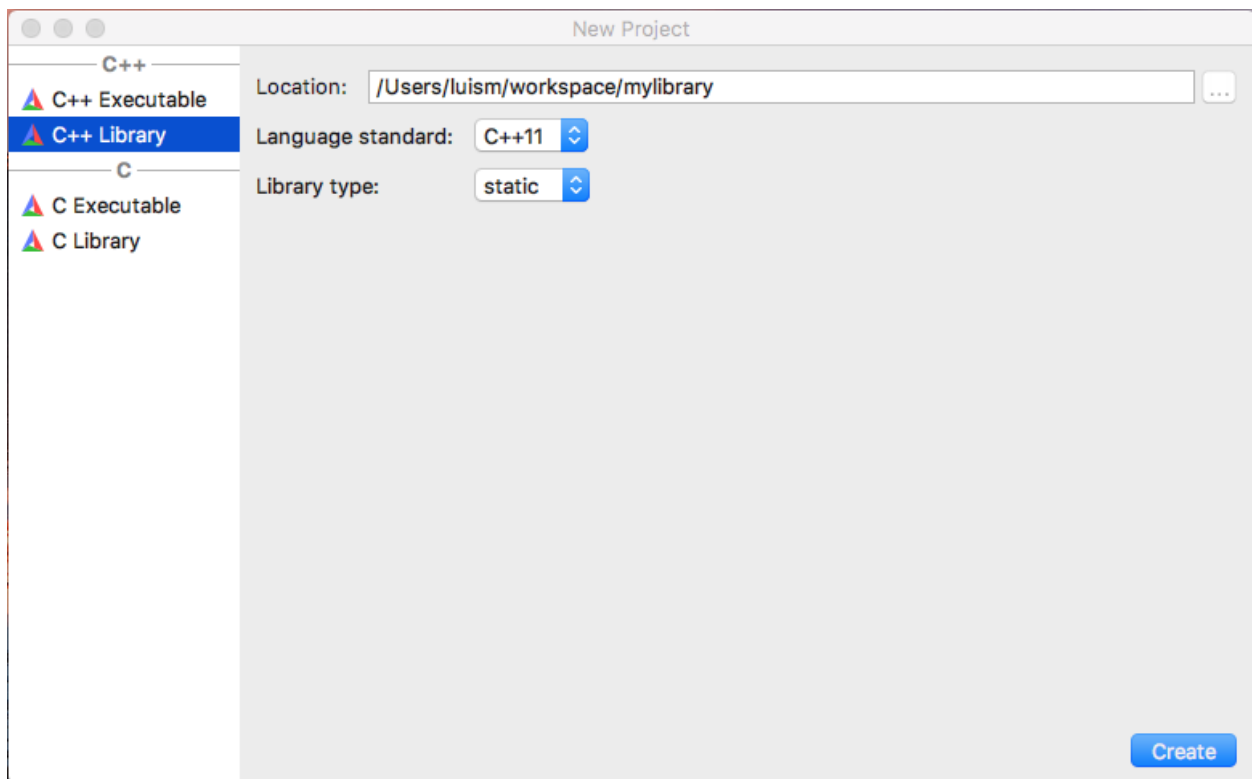 New Project
C++
C++ Executable
C++ Library
C
C Executable
C Library
Location: /Users/luism/workspace/mylibrary ...
Language standard: C++11
Library type: static
Create